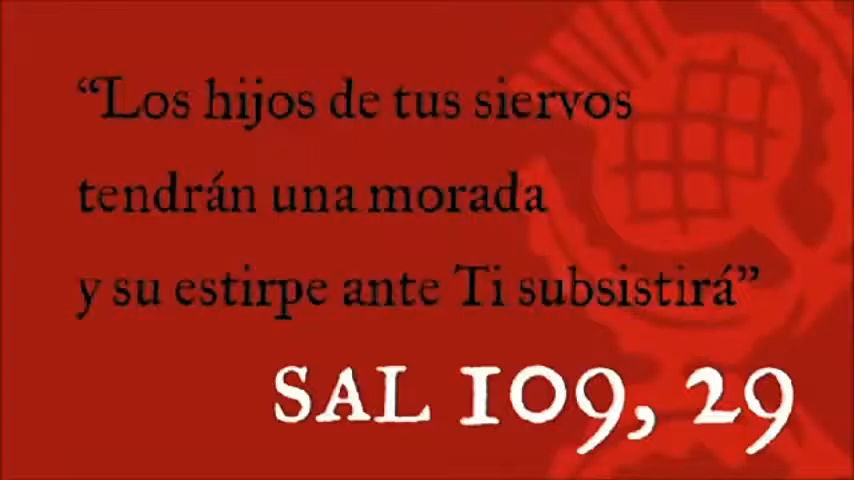 “Los hijos de tus siervos
tendrán una morada
y su estirpe ante Ti subsistirá”
SAL 109, 29